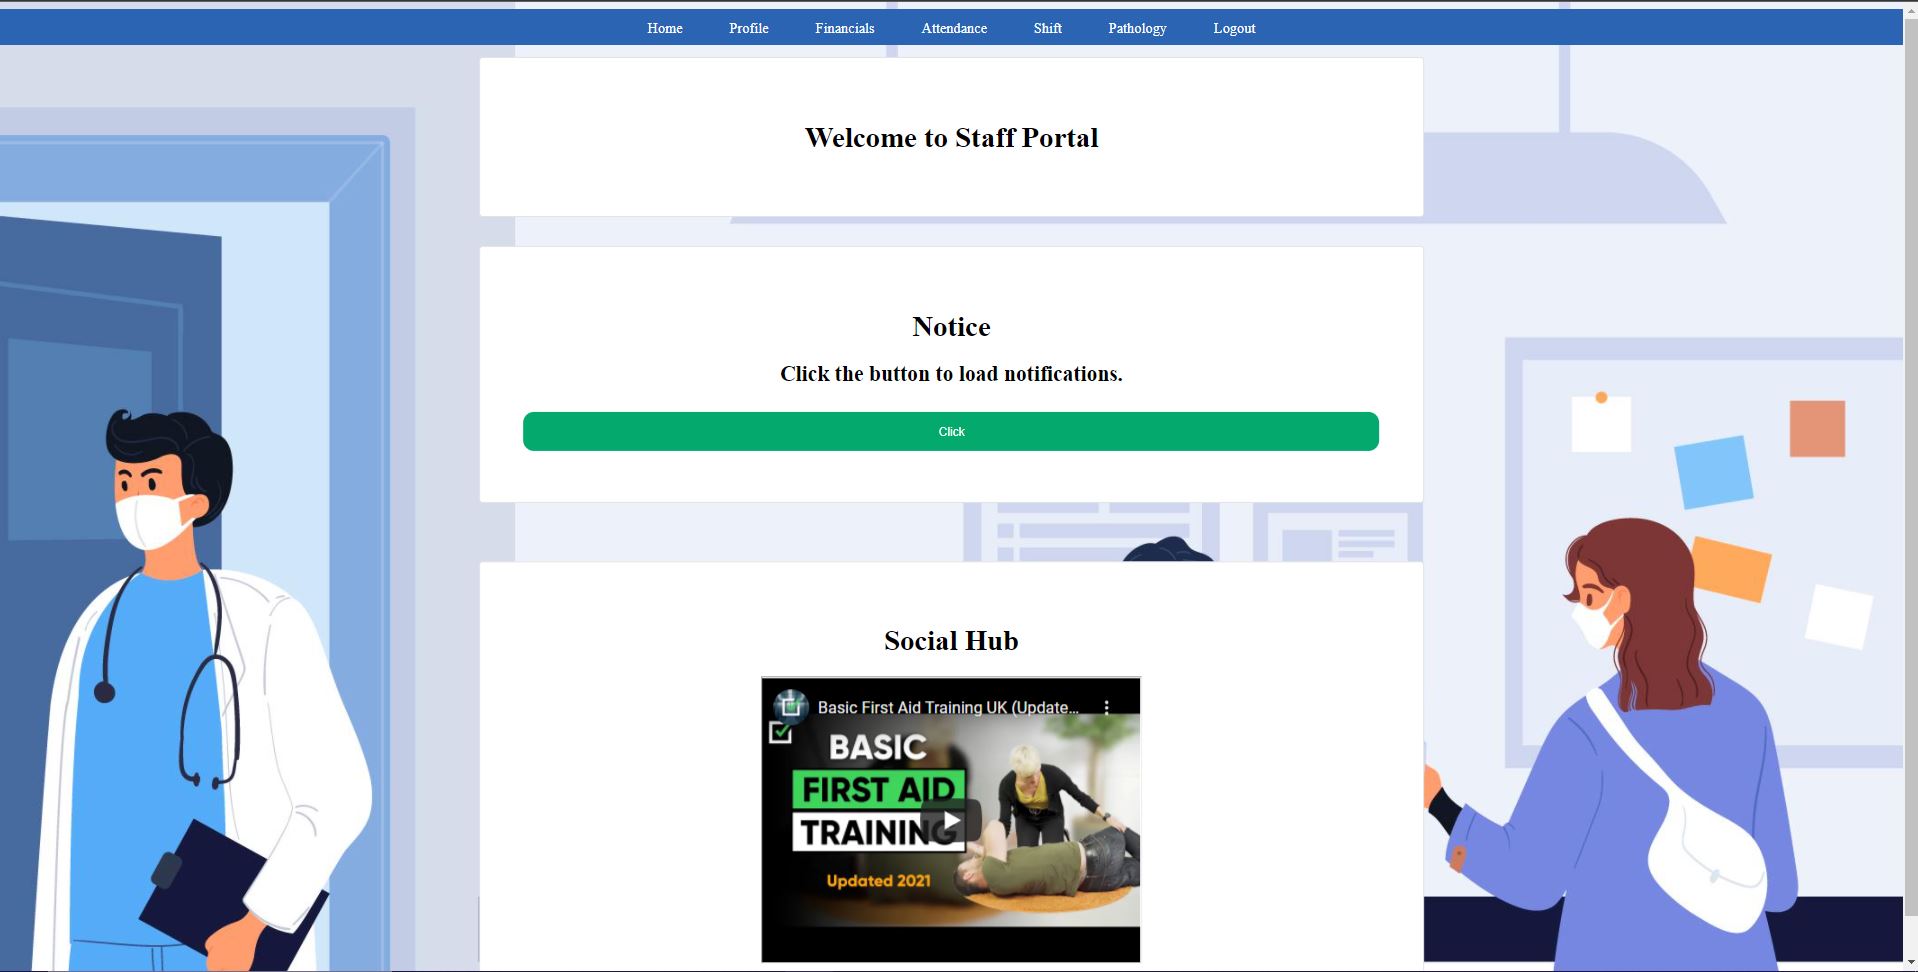 Home Profile Financials Attendance Shift Pathology Logout
Welcome to Staff Portal
Notice
Click the button to load notifications.
Click
Social Hub
Basic First Aid Training UK (Update...
BASIC
FIRST AID
TRAINING
Updated 2021